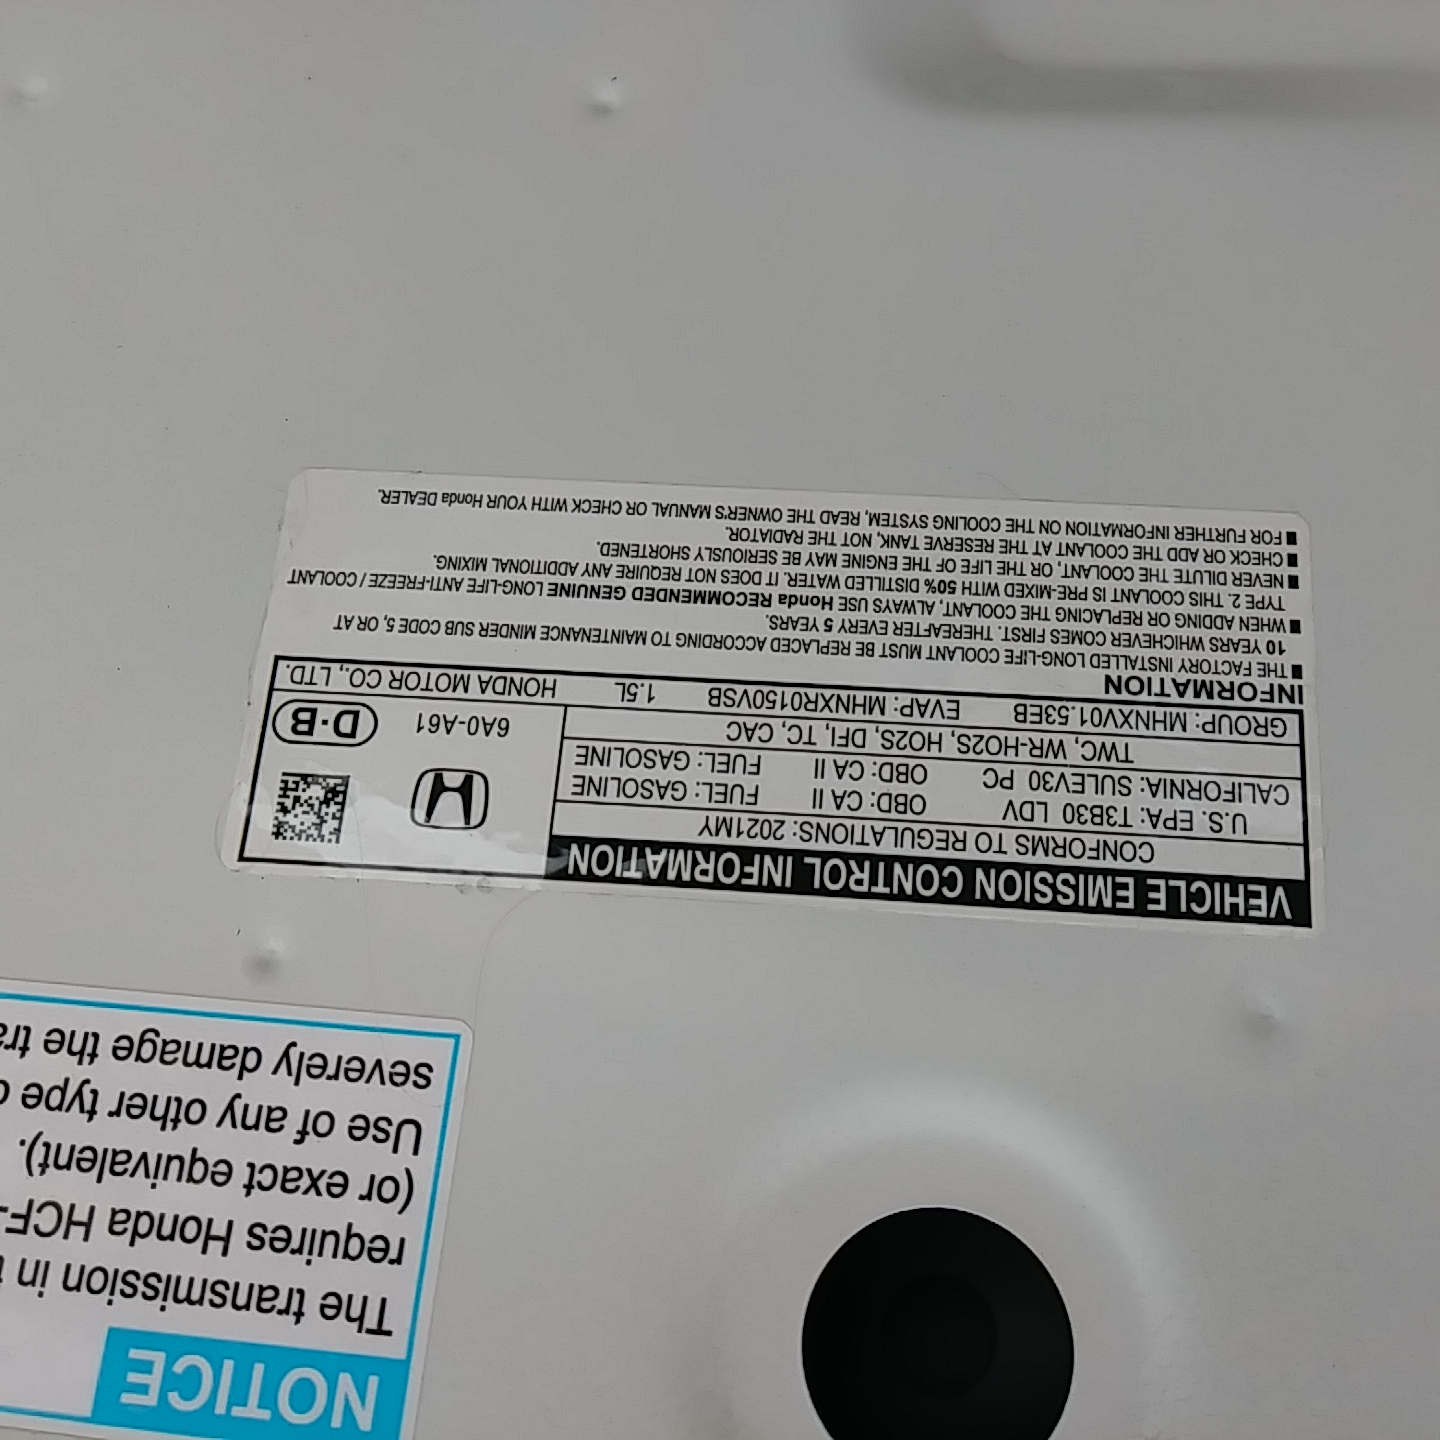 VEHICLE EMISSION CONTROL INFORMATION
CONFORMS TO REGULATIONS: 2021MY
U.S. EPA: T3B30 LDV OBD: CA II FUEL: GASOLINE
CALIFORNIA: SULEV30 PC OBD: CA II FUEL: GASOLINE
TWC, WR-HO2S, HO2S, DFI, TC, CAC
6A0-A61 D·B
GROUP: MHNXV01.53EB EVAP: MHNXR0150VSB 1.5L HONDA MOTOR CO., LTD.
INFORMATION
■ THE FACTORY INSTALLED LONG-LIFE COOLANT MUST BE REPLACED ACCORDING TO MAINTENANCE MINDER SUB CODE 5, OR AT
10 YEARS WHICHEVER COMES FIRST. THEREAFTER EVERY 5 YEARS.
■ WHEN ADDING OR REPLACING THE COOLANT, ALWAYS USE Honda RECOMMENDED GENUINE LONG-LIFE ANTI-FREEZE / COOLANT
TYPE 2. THIS COOLANT IS PRE-MIXED WITH 50% DISTILLED WATER. IT DOES NOT REQUIRE ANY ADDITIONAL MIXING.
■ NEVER DILUTE THE COOLANT, OR THE LIFE OF THE ENGINE MAY BE SERIOUSLY SHORTENED.
■ CHECK OR ADD THE COOLANT AT THE RESERVE TANK, NOT THE RADIATOR.
■ FOR FURTHER INFORMATION ON THE COOLING SYSTEM, READ THE OWNER'S MANUAL OR CHECK WITH YOUR Honda DEALER.
NOTICE
The transmission in
requires Honda HCF-
(or exact equivalent).
Use of any other type
severely damage the tra